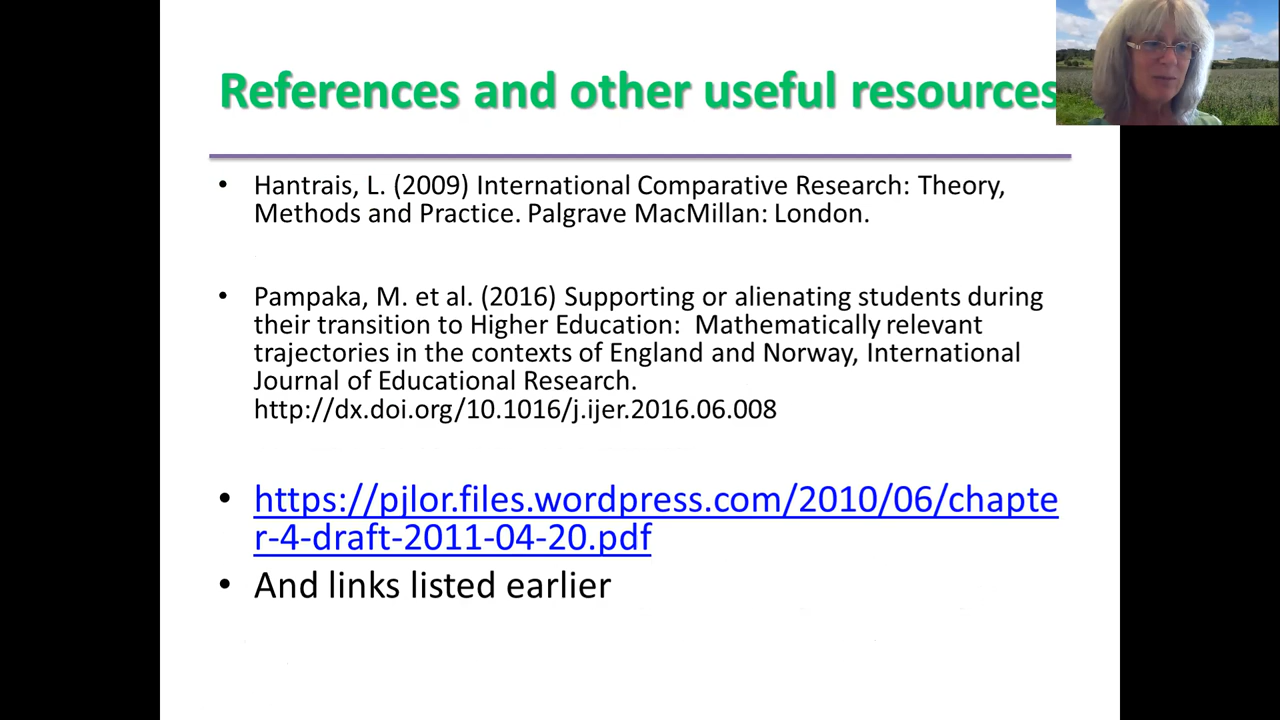 References and other useful resources
• Hantrais, L. (2009) International Comparative Research: Theory,
Methods and Practice. Palgrave MacMillan: London.
• Pampaka, M. et al. (2016) Supporting or alienating students during
their transition to Higher Education:  Mathematically relevant
trajectories in the contexts of England and Norway, International
Journal of Educational Research.
http://dx.doi.org/10.1016/j.ijer.2016.06.008
• https://pjlor.files.wordpress.com/2010/06/chapte
r-4-draft-2011-04-20.pdf
• And links listed earlier